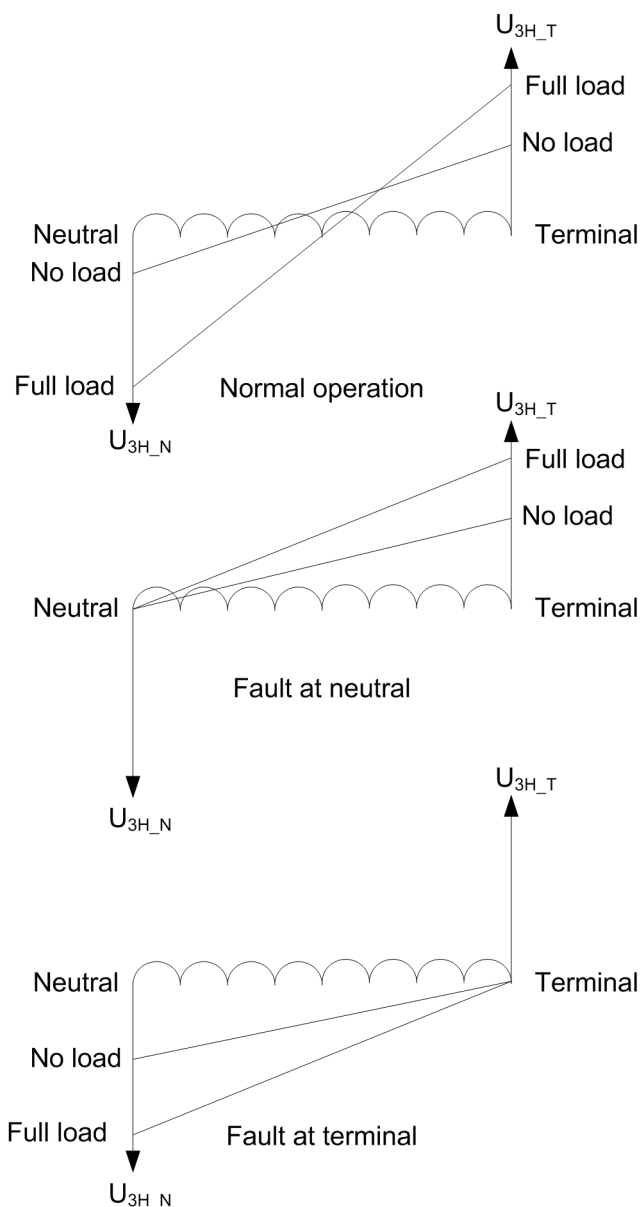 U3H_T
Full load
No load
Neutral
Terminal
No load
Full load
Normal operation
U3H_N
U3H_T
Full load
No load
Neutral
Terminal
Fault at neutral
U3H_N
U3H_T
Neutral
Terminal
No load
Full load
Fault at terminal
U3H_N